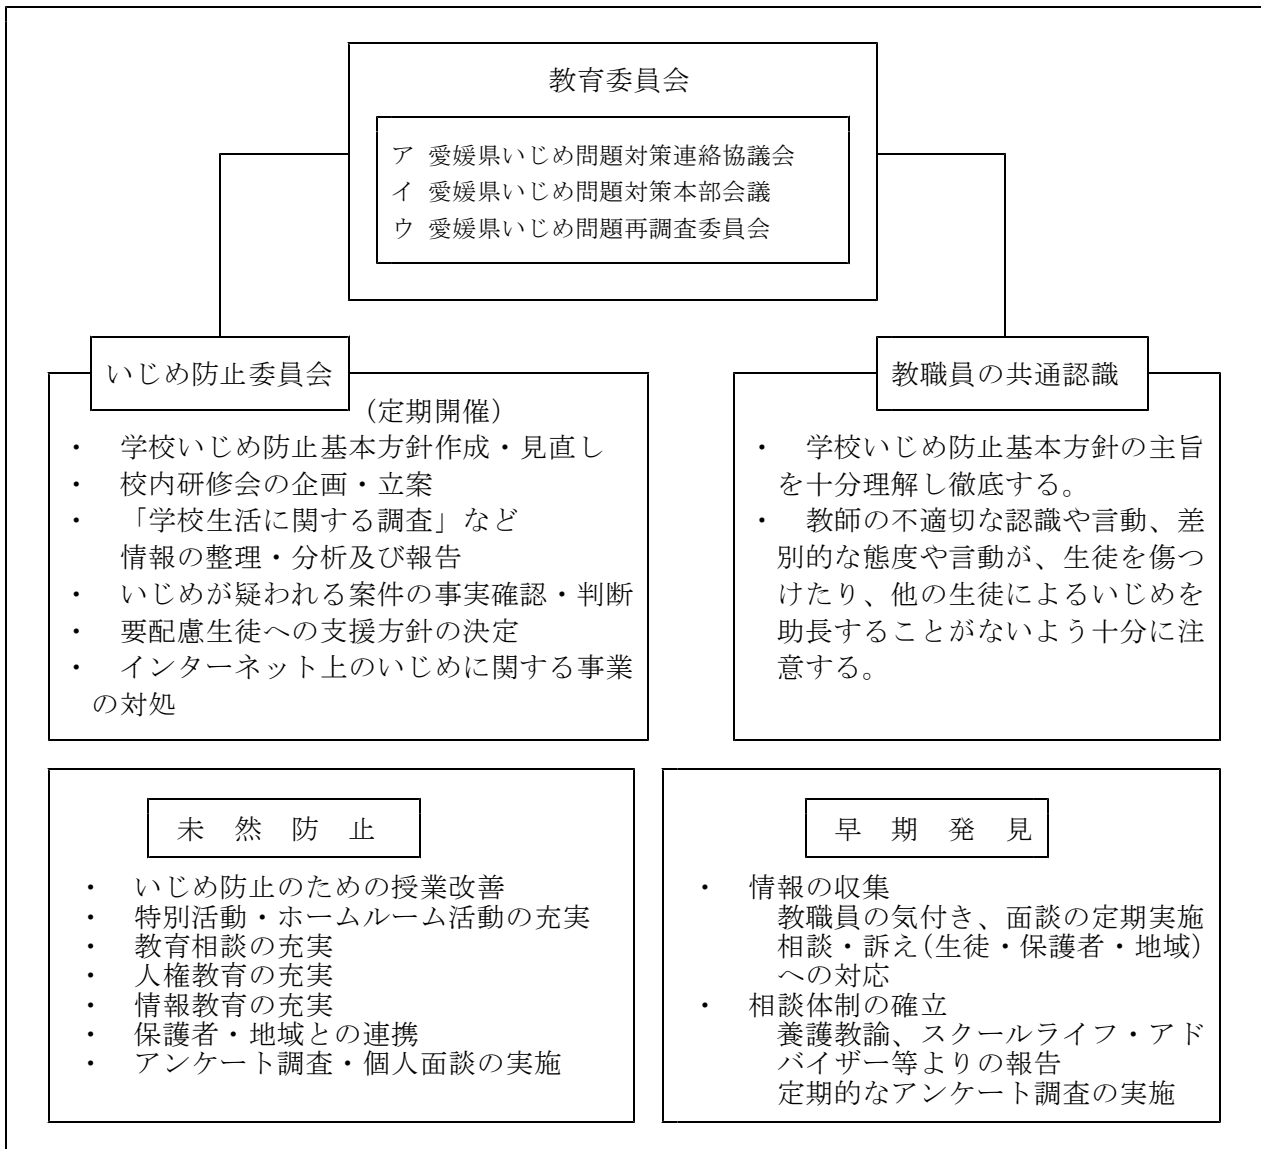 教育委員会
ア 愛媛県いじめ問題対策連絡協議会
イ 愛媛県いじめ問題対策本部会議
ウ 愛媛県いじめ問題再調査委員会
いじめ防止委員会
(定期開催)
・ 学校いじめ防止基本方針作成・見直し
・ 校内研修会の企画・立案
・ 「学校生活に関する調査」など
情報の整理・分析及び報告
・ いじめが疑われる案件の事実確認・判断
・ 要配慮生徒への支援方針の決定
・ インターネット上のいじめに関する事業
の対処
教職員の共通認識
・ 学校いじめ防止基本方針の主旨
を十分理解し徹底する。
・ 教師の不適切な認識や言動、差
別的な態度や言動が、生徒を傷つ
けたり、他の生徒によるいじめを
助長することがないよう十分に注
意する。
未 然 防 止
・ いじめ防止のための授業改善
・ 特別活動・ホームルーム活動の充実
・ 教育相談の充実
・ 人権教育の充実
・ 情報教育の充実
・ 保護者・地域との連携
・ アンケート調査・個人面談の実施
早 期 発 見
・ 情報の収集
教職員の気付き、面談の定期実施
相談・訴え(生徒・保護者・地域)
への対応
・ 相談体制の確立
養護教諭、スクールライフ・アド
バイザー等よりの報告
定期的なアンケート調査の実施